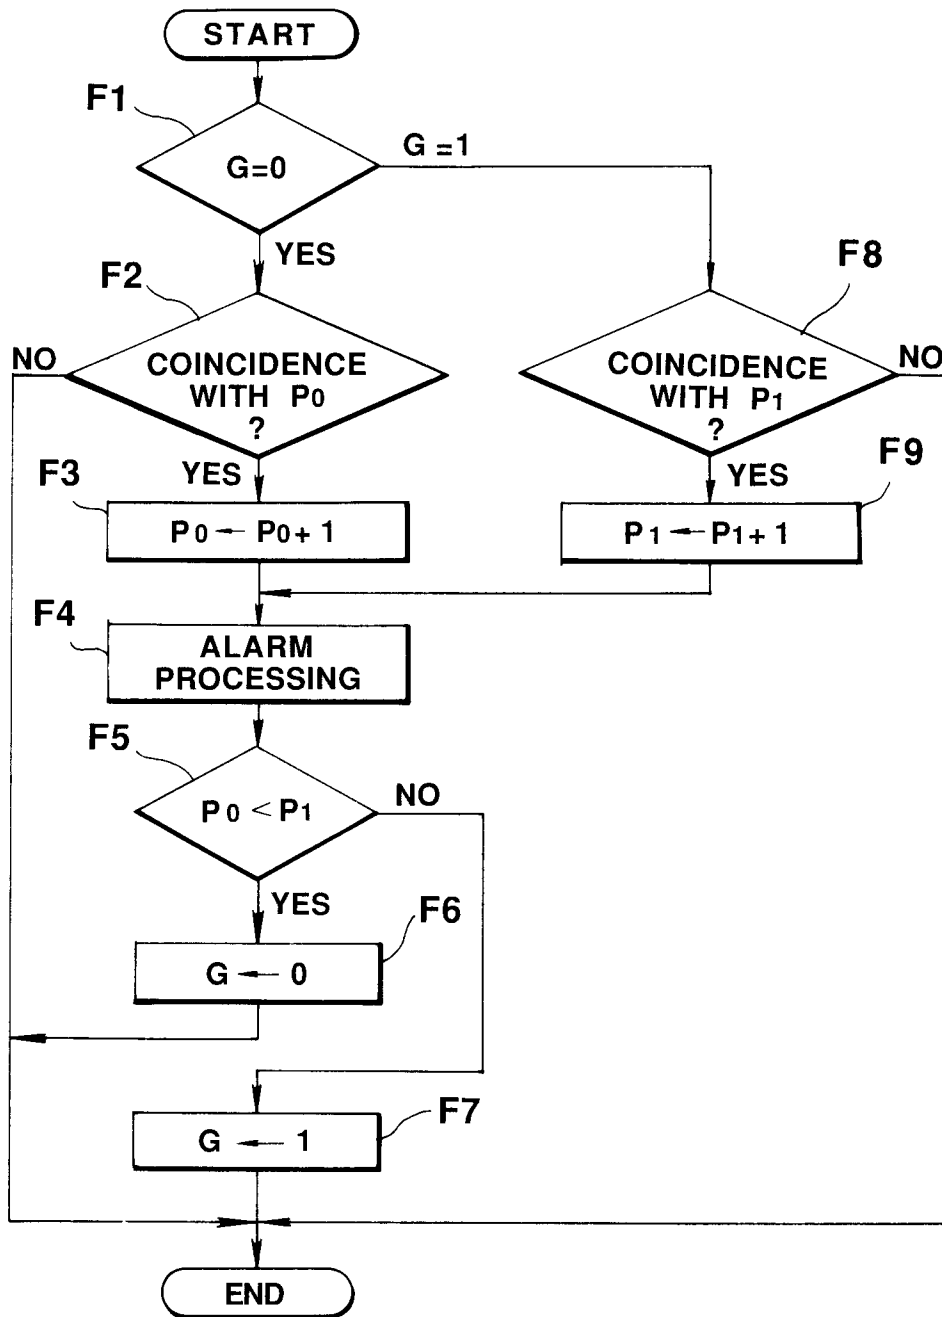 START
F1
G=0
G =1
YES
F2
F8
NO
COINCIDENCE
WITH P0
?
COINCIDENCE
WITH P1
?
NO
YES
YES
F3
F9
P0 ← P0 + 1
P1 ← P1 + 1
F4
ALARM
PROCESSING
F5
P0 < P1
NO
YES
F6
G ← 0
F7
G ← 1
END